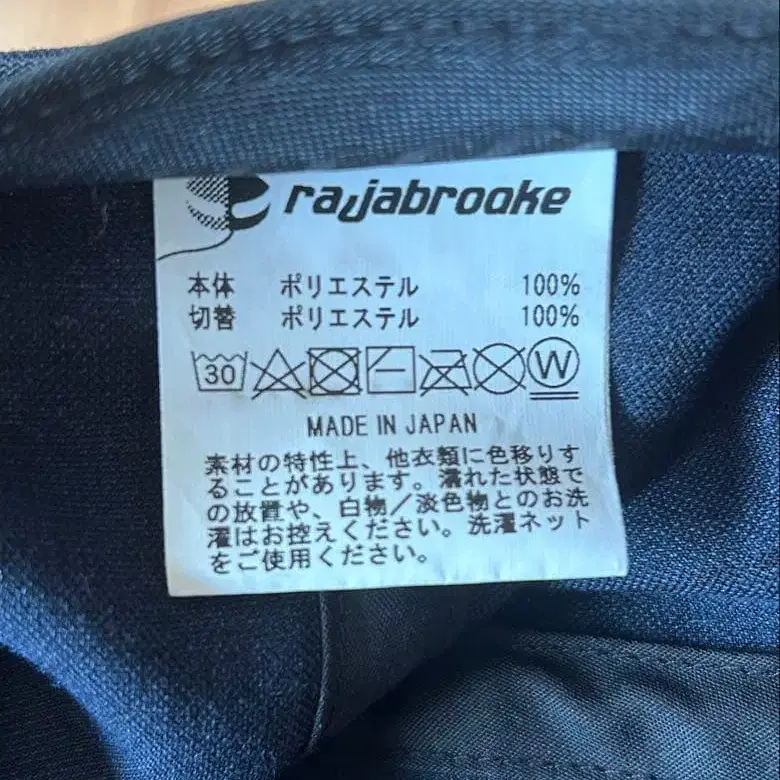 raijabrooke
本体 ポリエステル 100%
切替 ポリエステル 100%
30 W
MADE IN JAPAN
素材の特性上、他衣類に色移りす
ることがあります。濡れた状態で
の放置や、白物／淡色物とのお洗
濯はお控えください。洗濯ネット
をご使用ください。